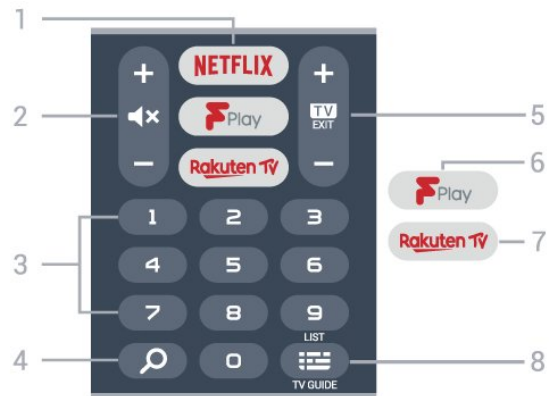 1
NETFLIX
+ +
2
F Play
TV
EXIT
5
- -
Rakuten TV
6
F Play
1 2 3
Rakuten TV
7
3
4 5 6
7 8 9
LIST
4
0
8
TV GUIDE